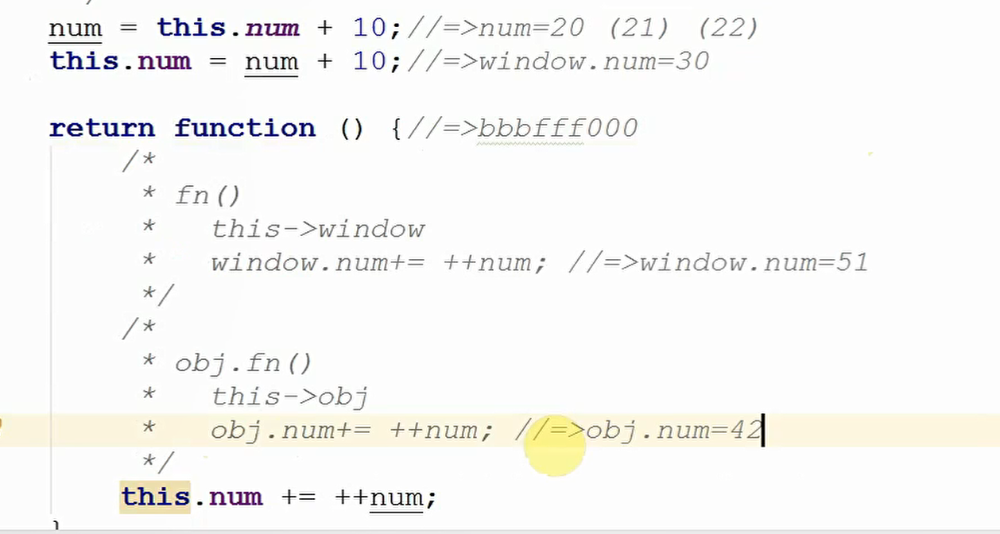 num = this.num + 10;//=>num=20 (21) (22)
this.num = num + 10;//=>window.num=30
return function () {//=>bbbfff000
/*
* fn()
*   this->window
*   window.num+= ++num; //=>window.num=51
*/
/*
* obj.fn()
*   this->obj
*   obj.num+= ++num; //=>obj.num=42
*/
this.num += ++num;